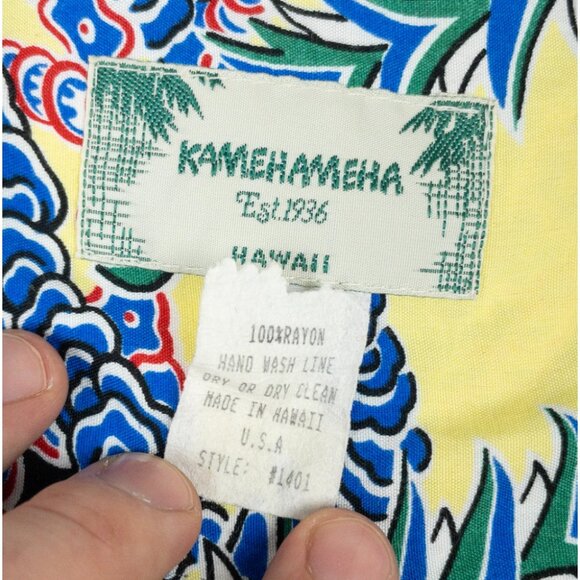 KAMEHAMEHA
Est.1936
HAWAII
100%RAYON
HAND WASH LINE
DRY OR DRY CLEAN
MADE IN HAWAII
U.S.A
STYLE: #1401